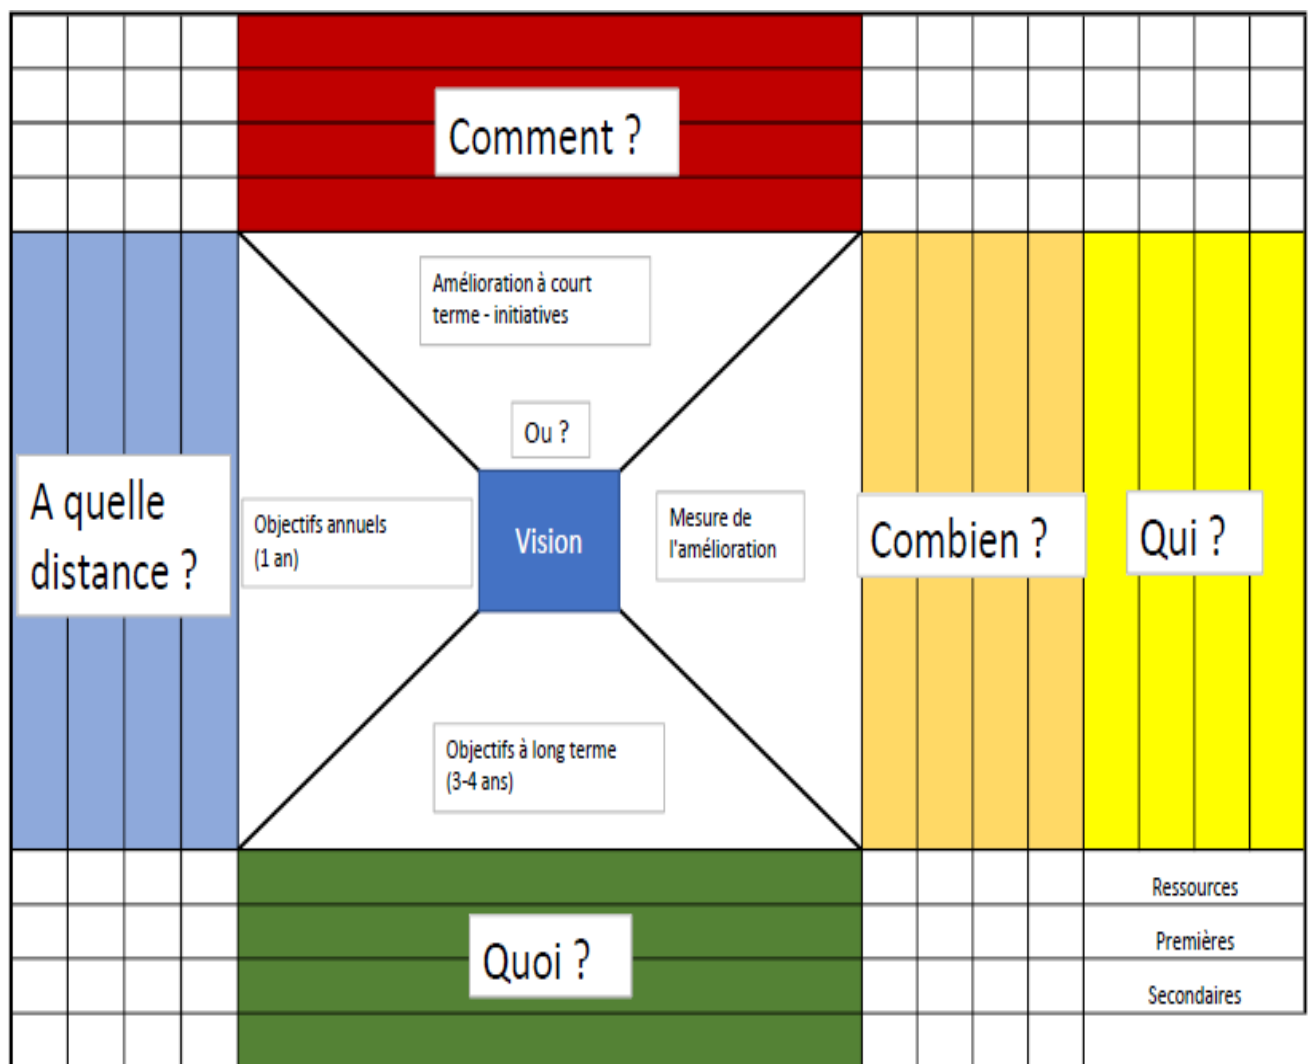 Comment ?
Amélioration à court
terme - initiatives
Ou ?
A quelle
distance ?
Objectifs annuels
(1 an)
Vision
Mesure de
l'amélioration
Combien ?
Qui ?
Objectifs à long terme
(3-4 ans)
Quoi ?
Ressources
Premières
Secondaires